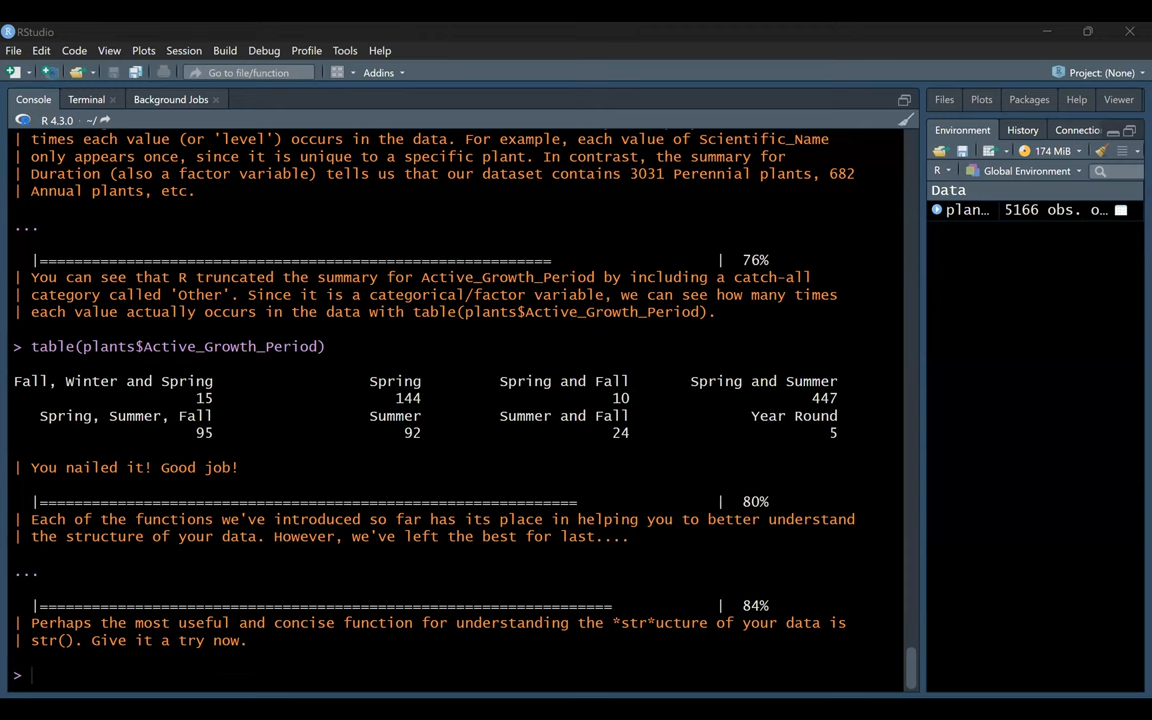 RStudio
File Edit Code View Plots Session Build Debug Profile Tools Help
Go to file/function Addins Project: (None)
Console Terminal Background Jobs
R 4.3.0 · ~/
times each value (or 'level') occurs in the data. For example, each value of Scientific_Name
| only appears once, since it is unique to a specific plant. In contrast, the summary for
| Duration (also a factor variable) tells us that our dataset contains 3031 Perennial plants, 682
| Annual plants, etc.
...
|============================================================ | 76%
| You can see that R truncated the summary for Active_Growth_Period by including a catch-all
| category called 'Other'. Since it is a categorical/factor variable, we can see how many times
| each value actually occurs in the data with table(plants$Active_Growth_Period).
> table(plants$Active_Growth_Period)
Fall, Winter and Spring Spring Spring and Fall Spring and Summer
15 144 10 447
Spring, Summer, Fall Summer Summer and Fall Year Round
95 92 24 5
| You nailed it! Good job!
|=============================================================== | 80%
| Each of the functions we've introduced so far has its place in helping you to better understand
| the structure of your data. However, we've left the best for last....
...
|=================================================================== | 84%
| Perhaps the most useful and concise function for understanding the *str*ucture of your data is
| str(). Give it a try now.
>
Files Plots Packages Help Viewer
Environment History Connectio
174 MiB
R Global Environment
Data
plan... 5166 obs. o...